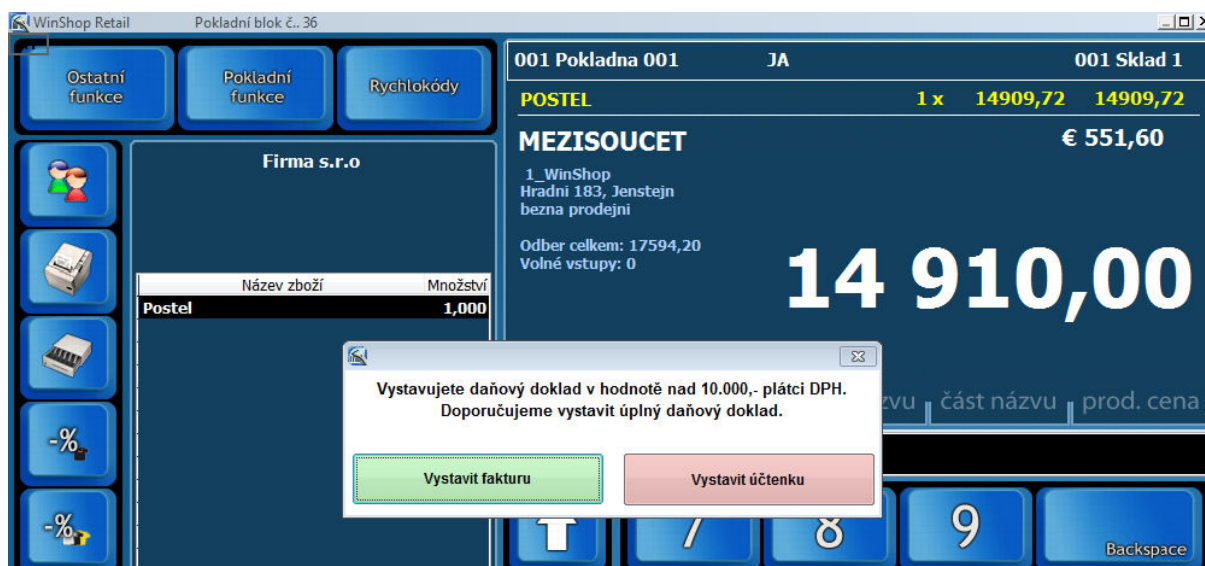 WinShop Retail Pokladní blok č.. 36
Ostatní funkce
Pokladní funkce
Rychlokódy
001 Pokladna 001 JA 001 Sklad 1
POSTEL 1 x 14909,72 14909,72
MEZISOUCET € 551,60
1_WinShop
Hradni 183, Jenstejn
bezna prodejni
Odber celkem: 17594,20
Volné vstupy: 0
14 910,00
Firma s.r.o
Název zboží Množství
Postel 1,000
Vystavujete daňový doklad v hodnotě nad 10.000,- plátci DPH.
Doporučujeme vystavit úplný daňový doklad.
Vystavit fakturu Vystavit účtenku
část názvu prod. cena
-%
-%
7 8 9 Backspace